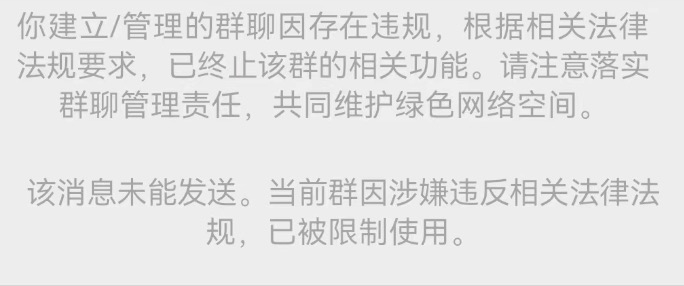 你建立/管理的群聊因存在违规，根据相关法律
法规要求，已终止该群的相关功能。请注意落实
群聊管理责任，共同维护绿色网络空间。
该消息未能发送。当前群因涉嫌违反相关法律法
规，已被限制使用。